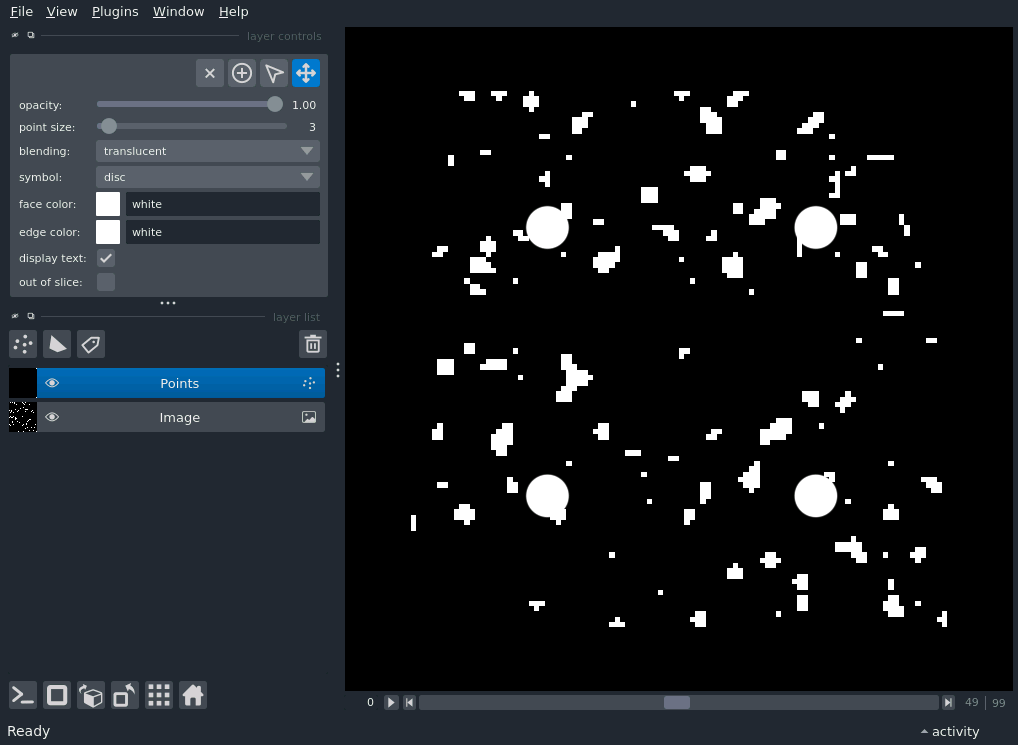 File View Plugins Window Help
layer controls
opacity: 1.00
point size: 3
blending: translucent
symbol: disc
face color: white
edge color: white
display text:
out of slice:
layer list
Points
Image
0 49 | 99
Ready activity